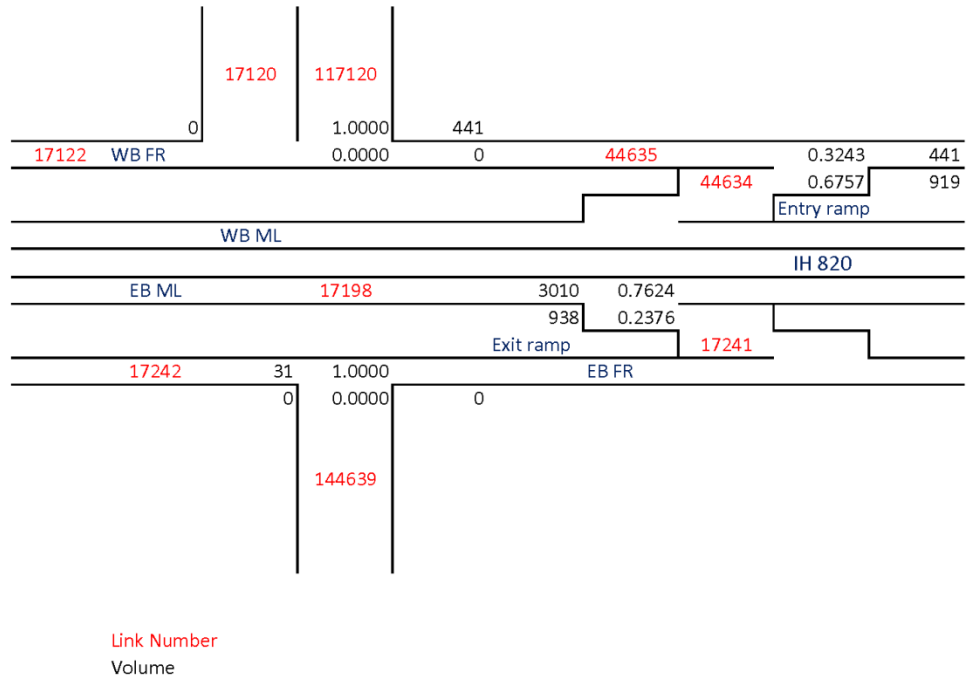 17120 117120
0 1.0000 441
17122 WB FR 0.0000 0 44635 0.3243 441
44634 0.6757 919
Entry ramp
WB ML
IH 820
EB ML 17198 3010 0.7624
938 0.2376
Exit ramp 17241
17242 31 1.0000 EB FR
0 0.0000 0
144639
Link Number
Volume